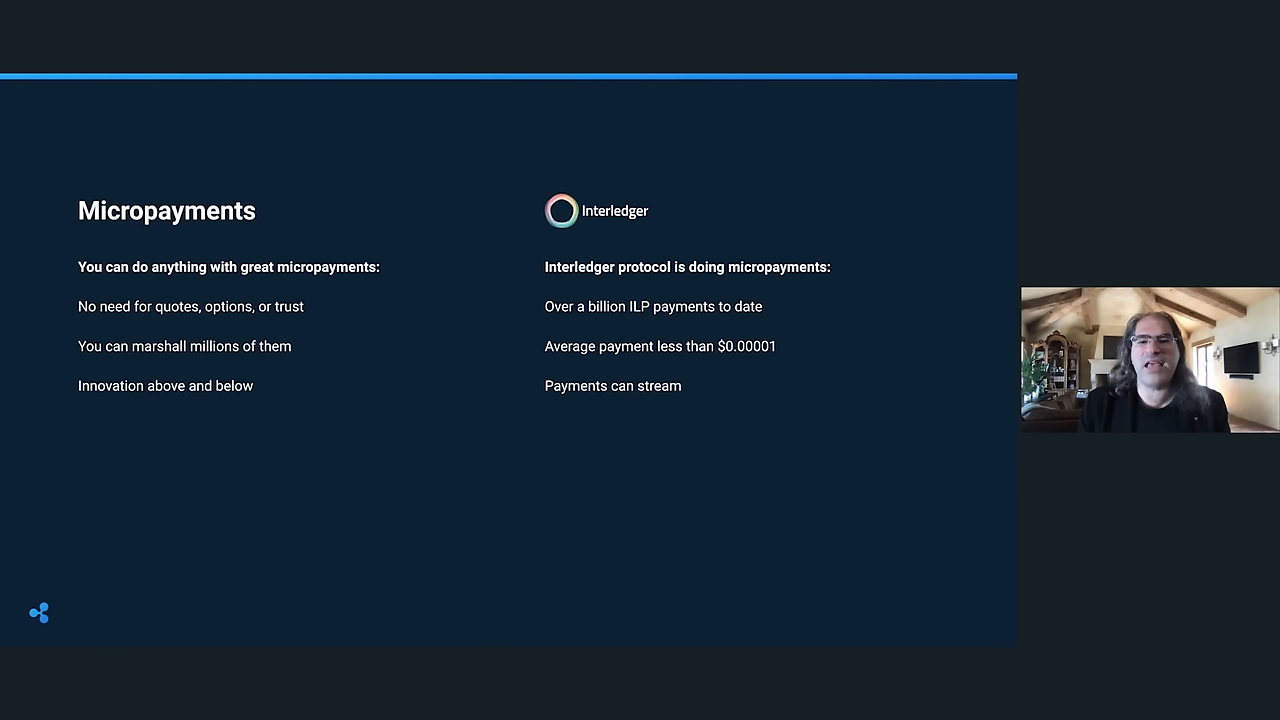 Micropayments
You can do anything with great micropayments:
No need for quotes, options, or trust
You can marshall millions of them
Innovation above and below
Interledger
Interledger protocol is doing micropayments:
Over a billion ILP payments to date
Average payment less than $0.00001
Payments can stream